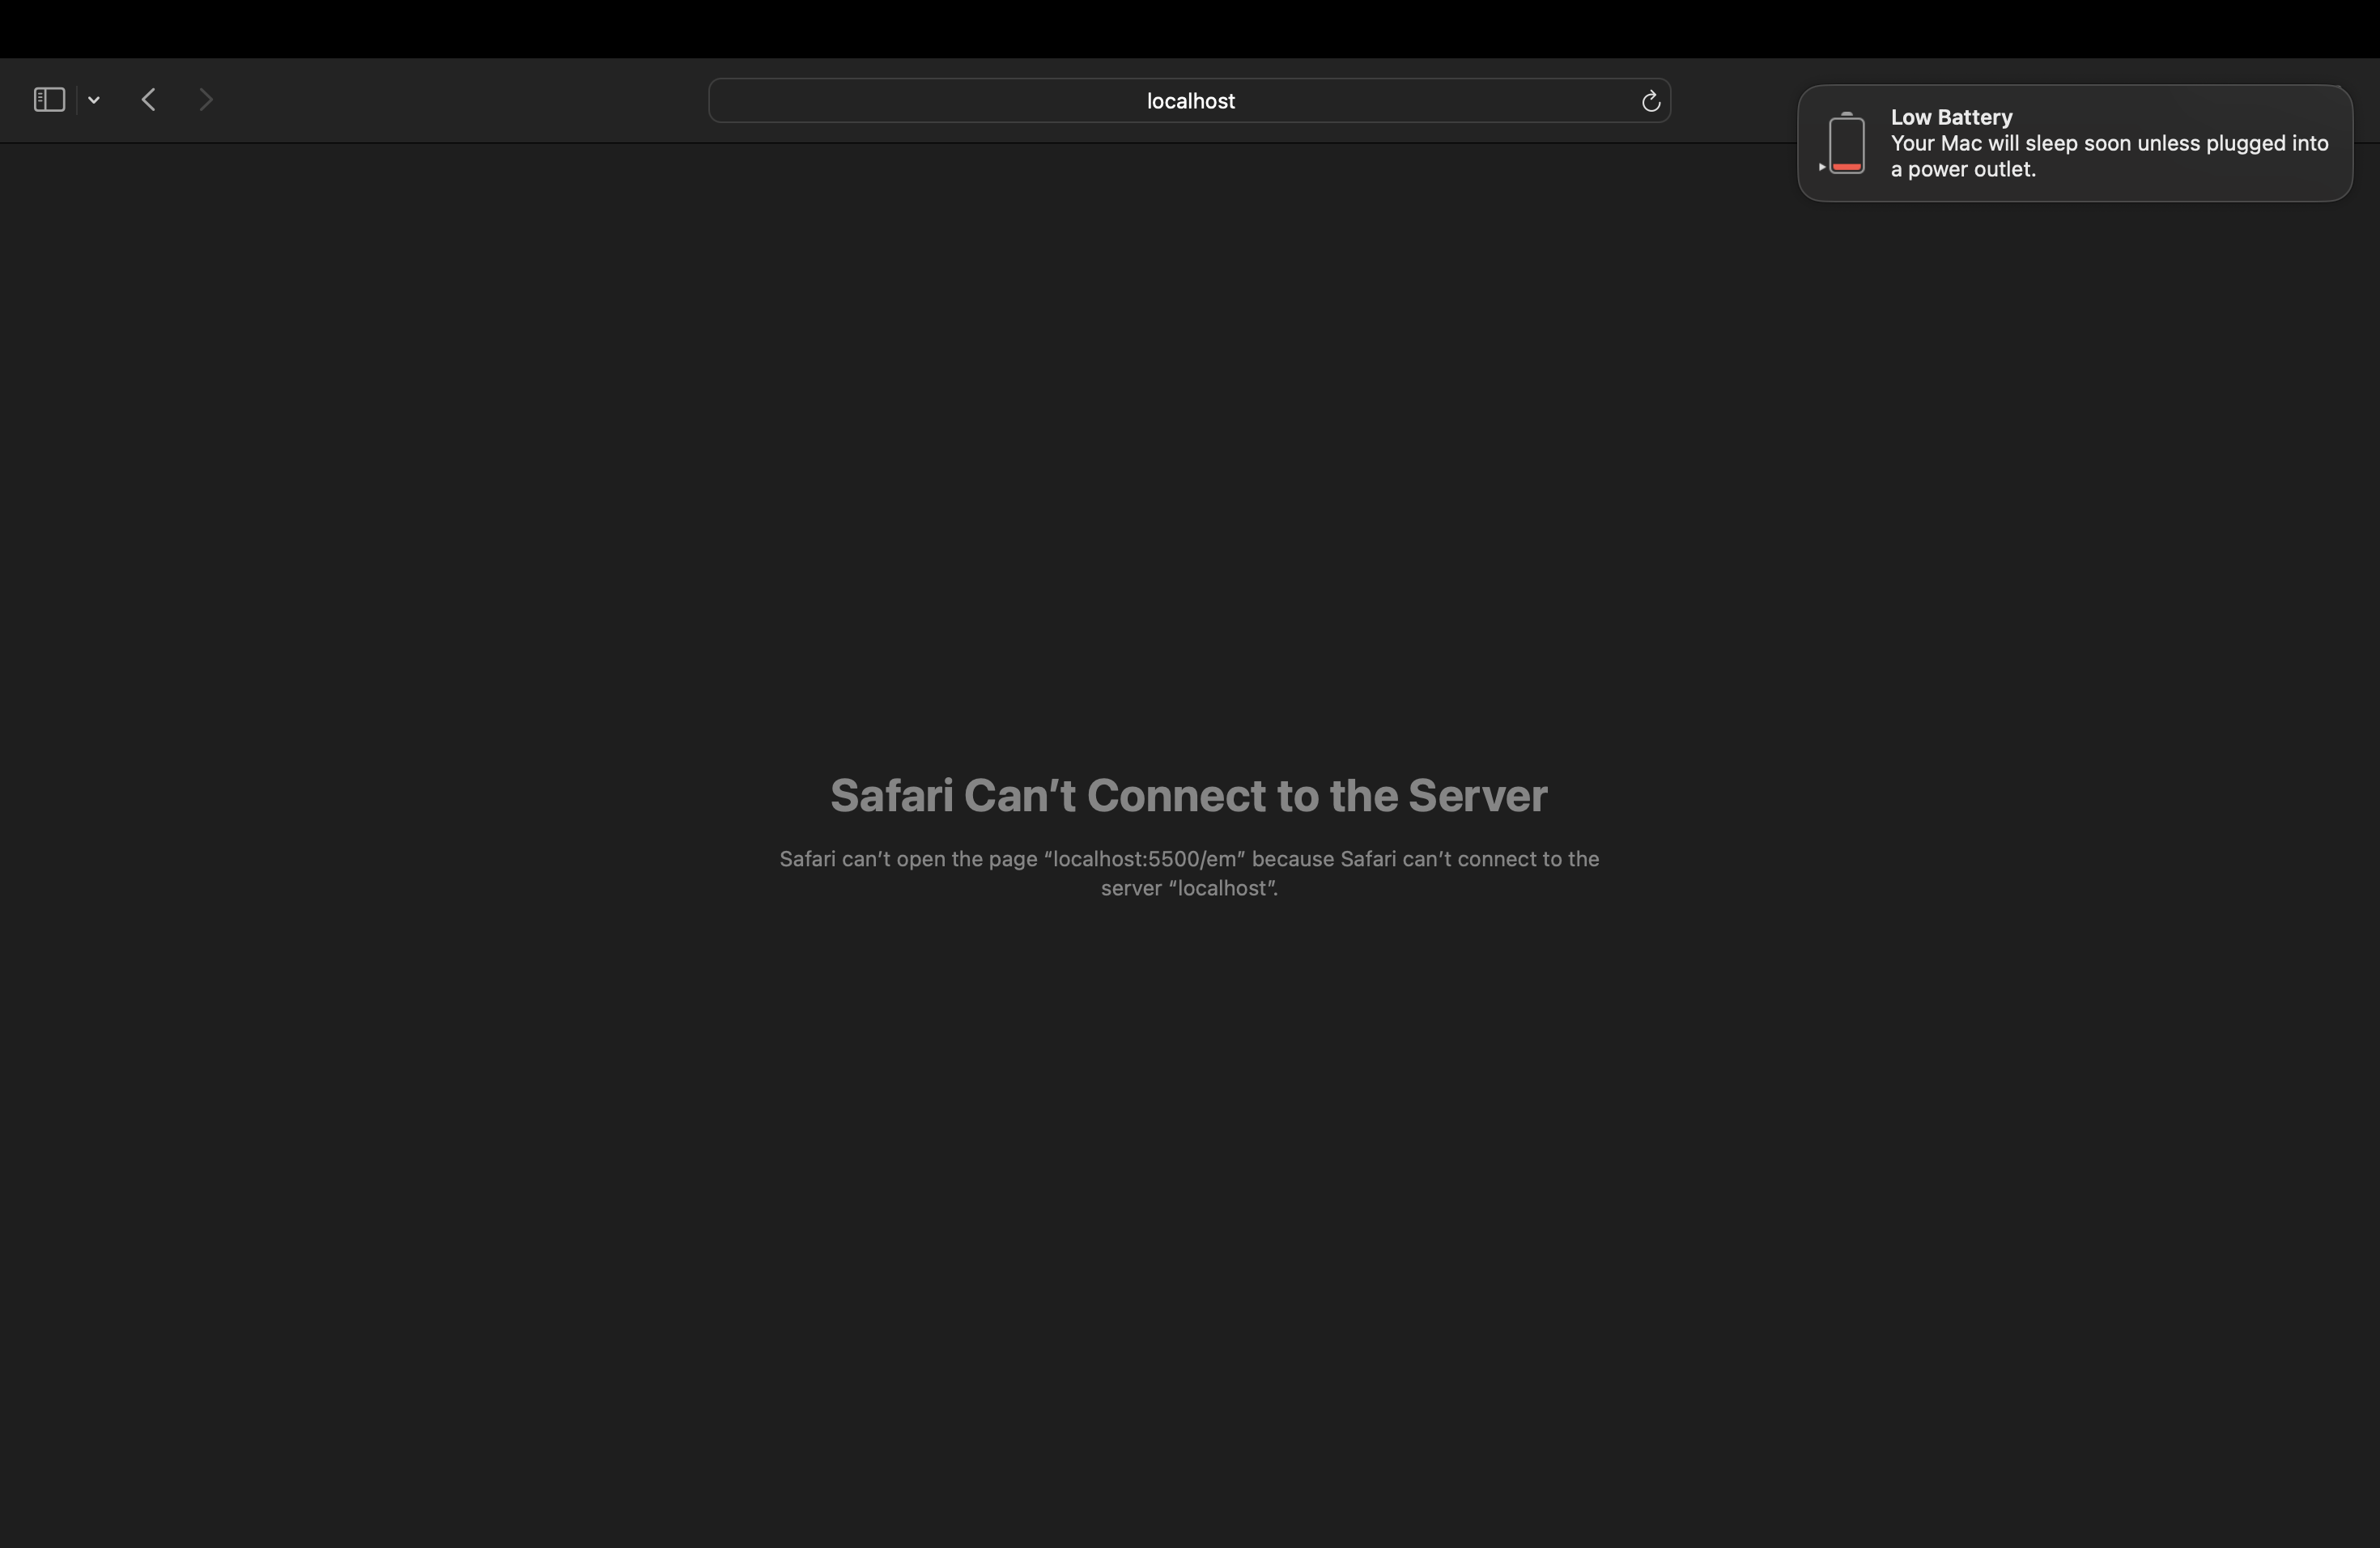 localhost
Low Battery
Your Mac will sleep soon unless plugged into
a power outlet.
Safari Can’t Connect to the Server
Safari can’t open the page “localhost:5500/em” because Safari can’t connect to the
server “localhost”.